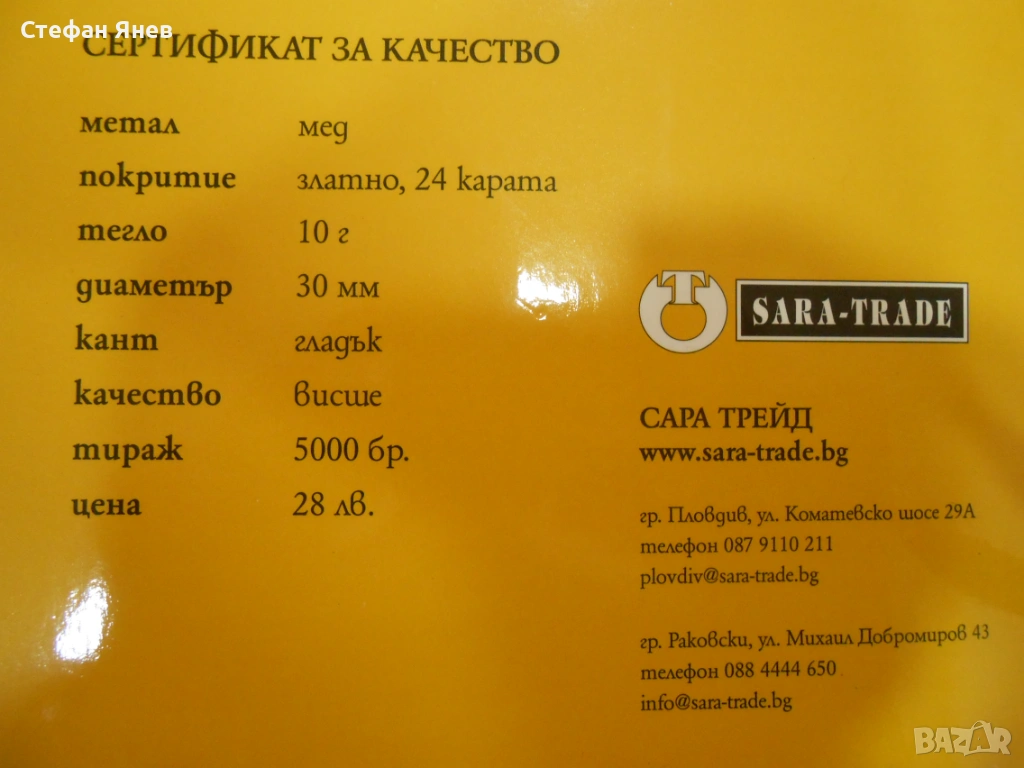 Стефан Янев
СЕРТИФИКАТ ЗА КАЧЕСТВО
метал мед
покритие златно, 24 карата
тегло 10 г
диаметър 30 мм
кант гладък
качество висше
тираж 5000 бр.
цена 28 лв.
SARA-TRADE
САРА ТРЕЙД
www.sara-trade.bg
гр. Пловдив, ул. Коматевско шосе 29А
телефон 087 9110 211
plovdiv@sara-trade.bg
гр. Раковски, ул. Михаил Добромиров 43
телефон 088 4444 650
info@sara-trade.bg
BAZAR